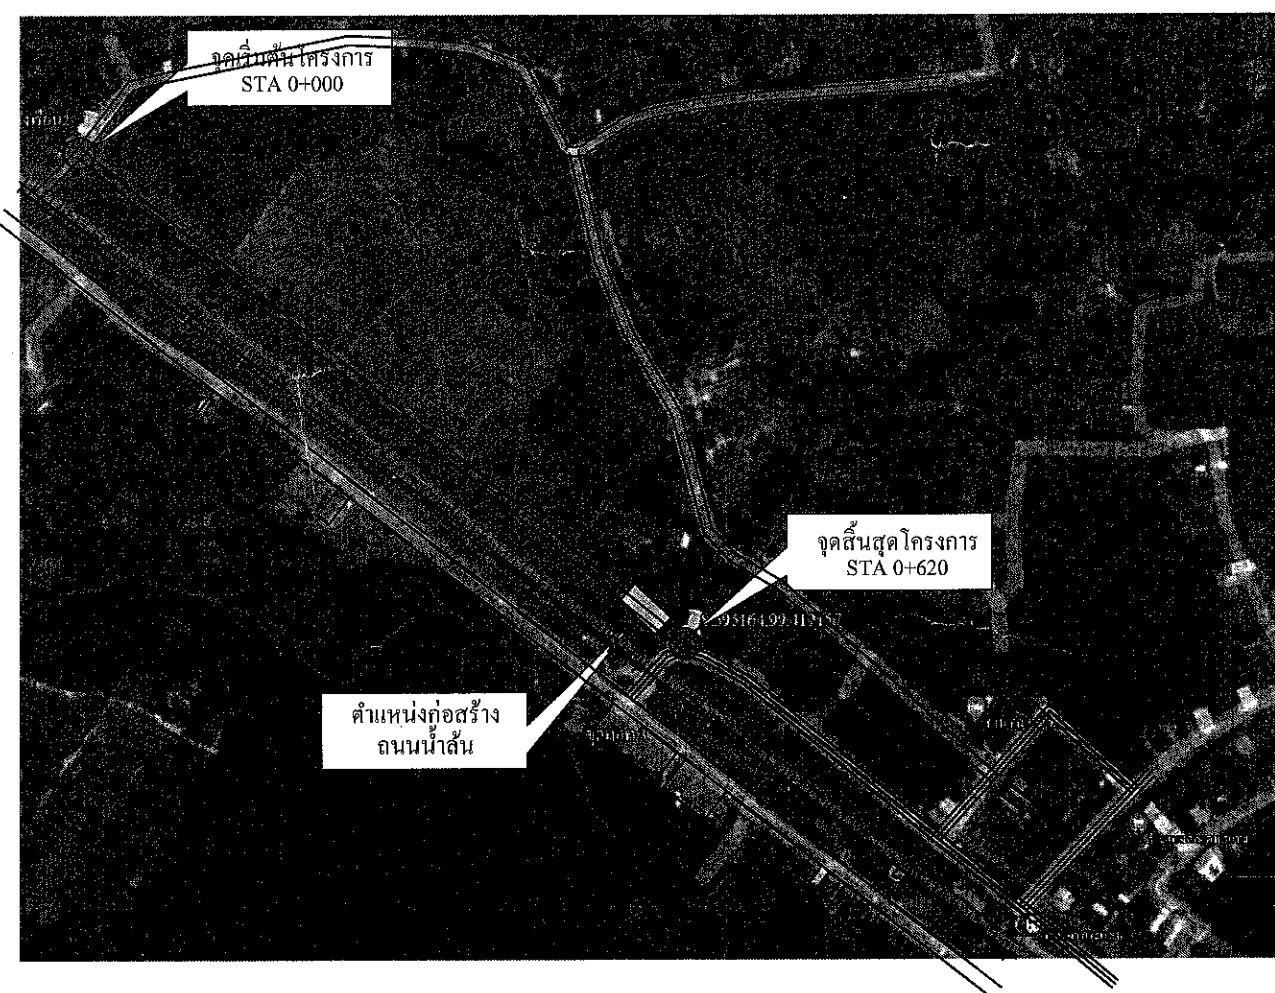 จุดเริ่มต้นโครงการ
STA 0+000
จุดสิ้นสุดโครงการ
STA 0+620
ตำแหน่งก่อสร้าง
ถนนน้ำล้น